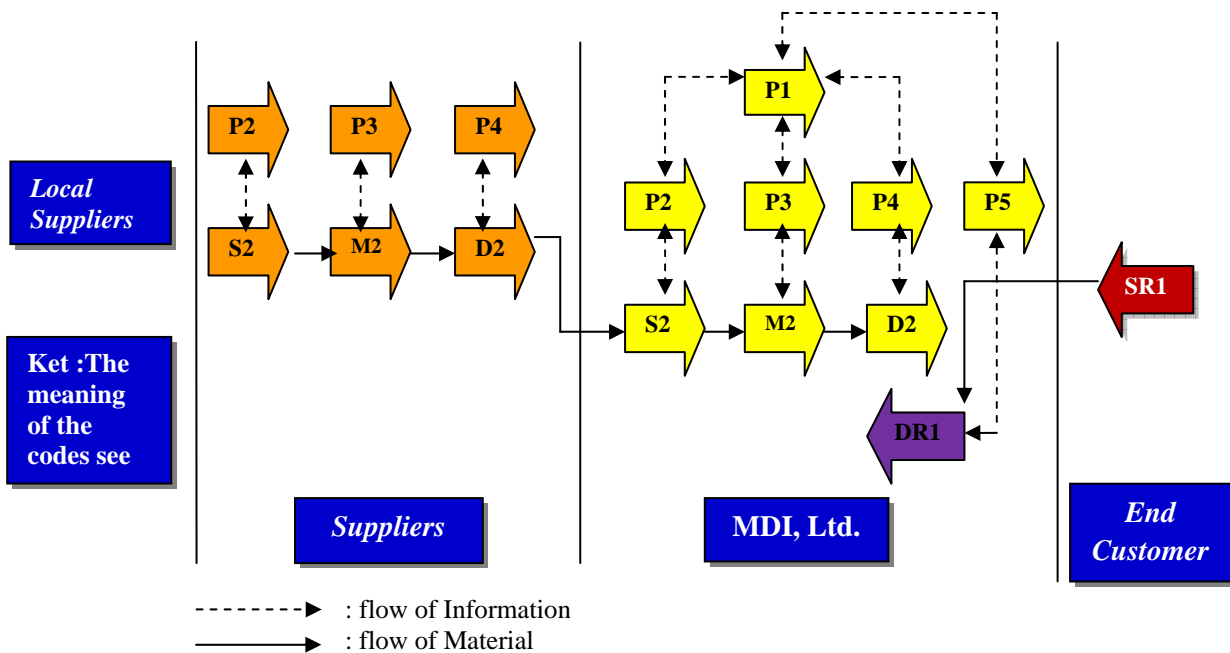 P1
P2
P3
P4
P2
P3
P4
P5
Local
Suppliers
S2
M2
D2
SR1
S2
M2
D2
Ket :The
meaning
of the
codes see
DR1
Suppliers
MDI, Ltd.
End
Customer
: flow of Information
: flow of Material